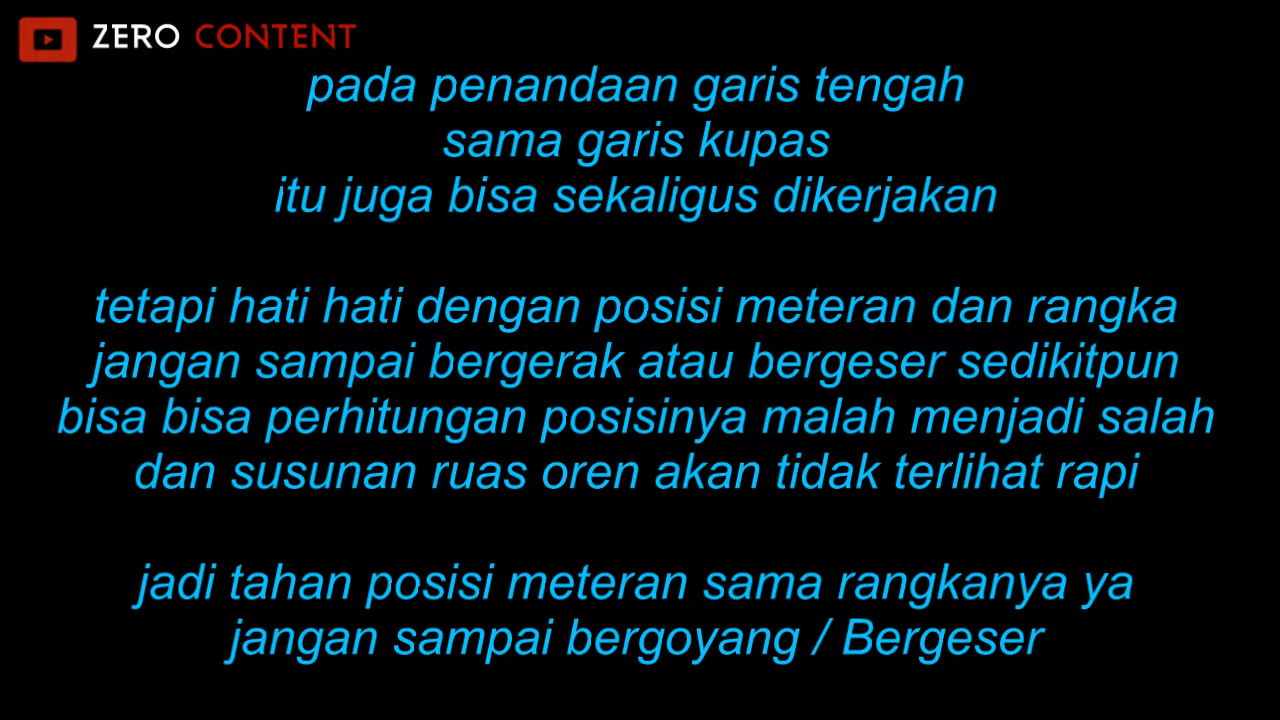 ZERO CONTENT
pada penandaan garis tengah
sama garis kupas
itu juga bisa sekaligus dikerjakan
tetapi hati hati dengan posisi meteran dan rangka
jangan sampai bergerak atau bergeser sedikitpun
bisa bisa perhitungan posisinya malah menjadi salah
dan susunan ruas oren akan tidak terlihat rapi
jadi tahan posisi meteran sama rangkanya ya
jangan sampai bergoyang / Bergeser